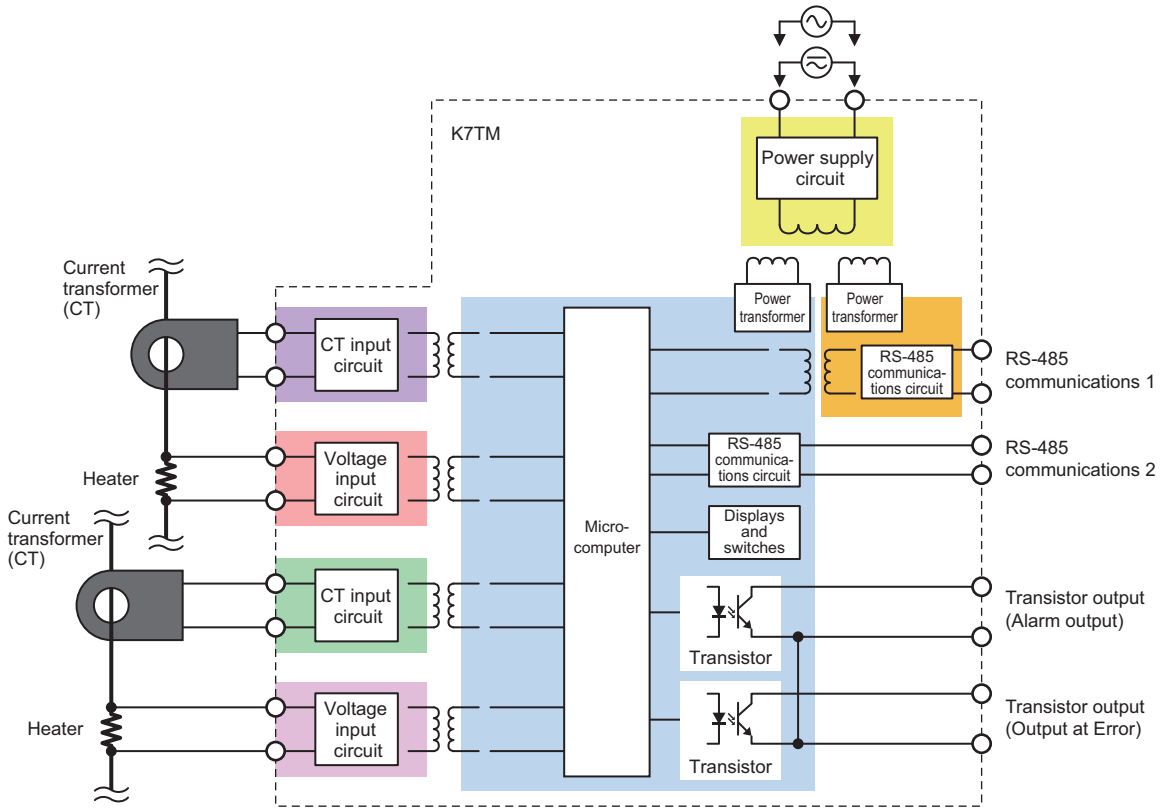 K7TM
Power supply
circuit
Current
transformer
(CT)
Power
transformer
Power
transformer
CT input
circuit
RS-485
communica-
tions circuit
RS-485
communications 1
Heater
Voltage
input
circuit
RS-485
communica-
tions circuit
RS-485
communications 2
Current
transformer
(CT)
Micro-
computer
Displays
and
switches
CT input
circuit
Transistor
Transistor output
(Alarm output)
Heater
Voltage
input
circuit
Transistor
Transistor output
(Output at Error)